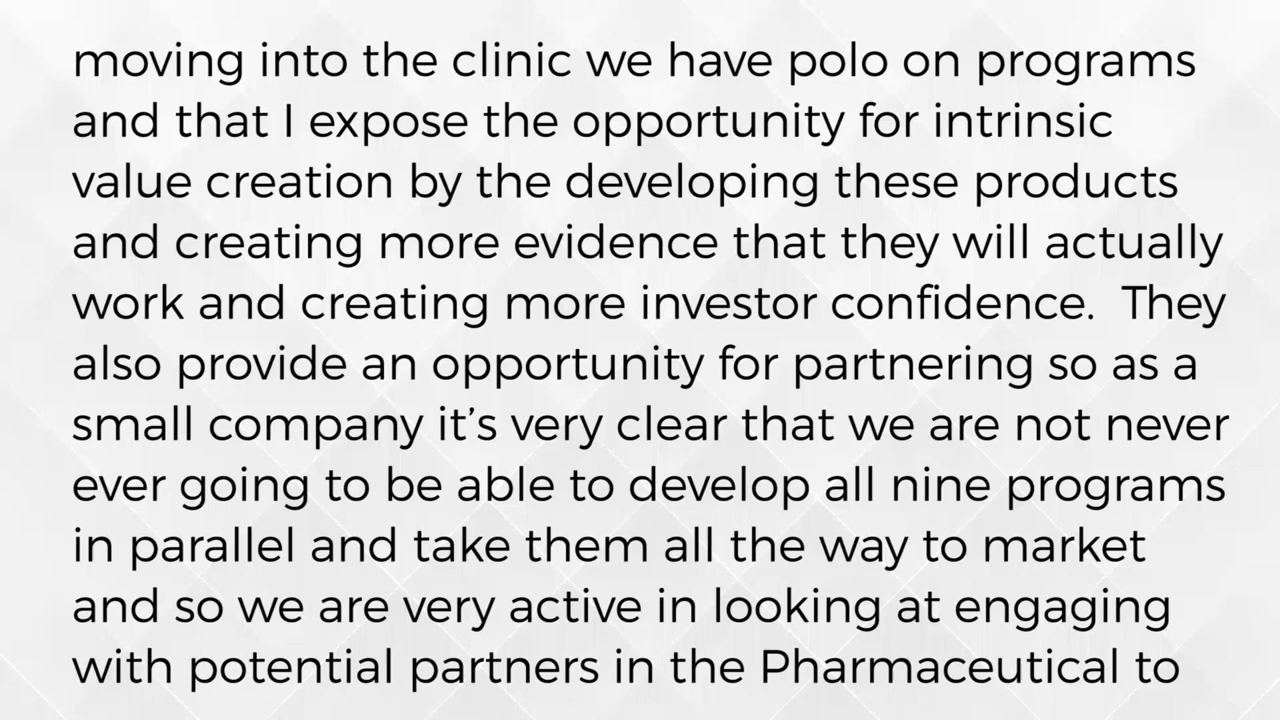 moving into the clinic we have polo on programs
and that I expose the opportunity for intrinsic
value creation by the developing these products
and creating more evidence that they will actually
work and creating more investor confidence.  They
also provide an opportunity for partnering so as a
small company it’s very clear that we are not never
ever going to be able to develop all nine programs
in parallel and take them all the way to market
and so we are very active in looking at engaging
with potential partners in the Pharmaceutical to